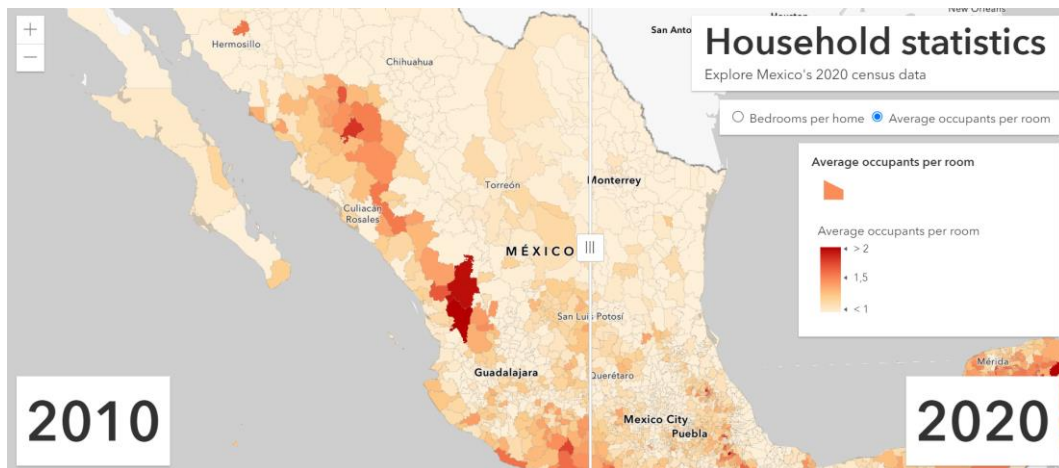 +
−
Hermosillo
Chihuahua
San Anto
New Orleans
Household statistics
Explore Mexico's 2020 census data
Bedrooms per home
Average occupants per room
Average occupants per room
Average occupants per room
> 2
1,5
< 1
Torreón
Monterrey
Culiacán
Rosales
MÉXICO
San Luis Potosí
Guadalajara
Querétaro
Mexico City
Puebla
Mérida
2010
2020